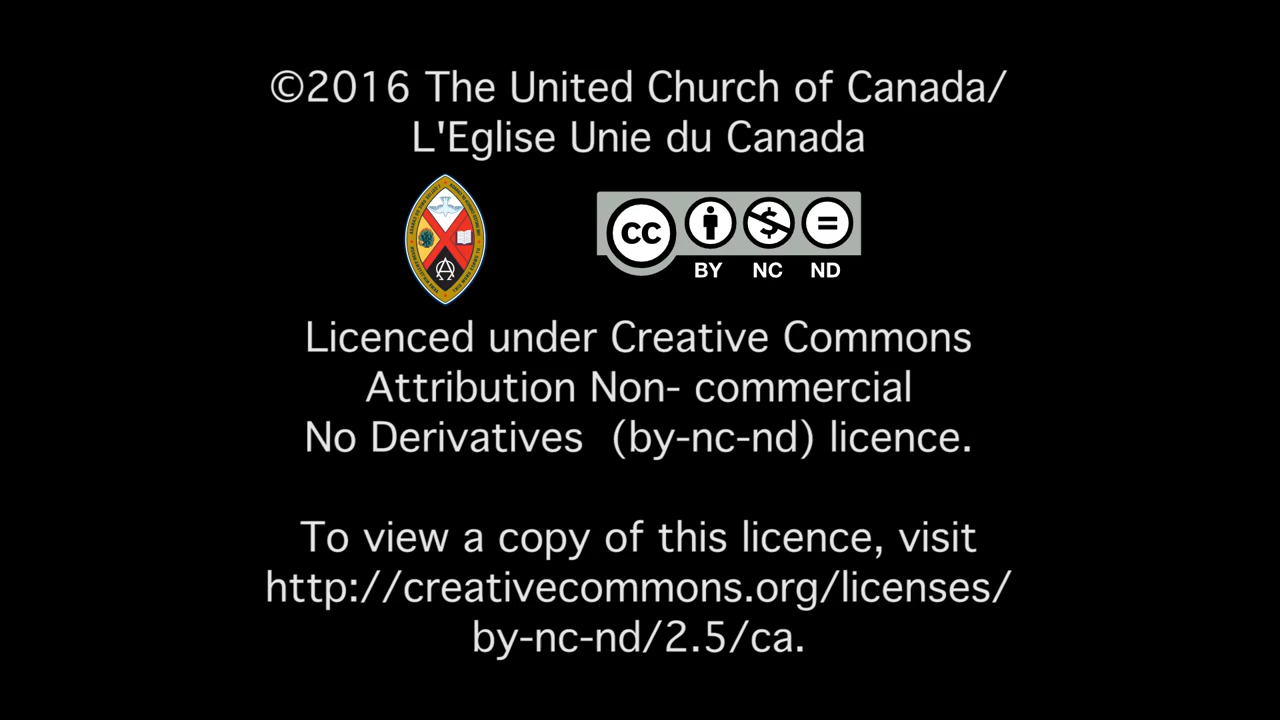 ©2016 The United Church of Canada/
L'Eglise Unie du Canada
CC
BY NC ND
Licenced under Creative Commons
Attribution Non- commercial
No Derivatives (by-nc-nd) licence.
To view a copy of this licence, visit
http://creativecommons.org/licenses/
by-nc-nd/2.5/ca.